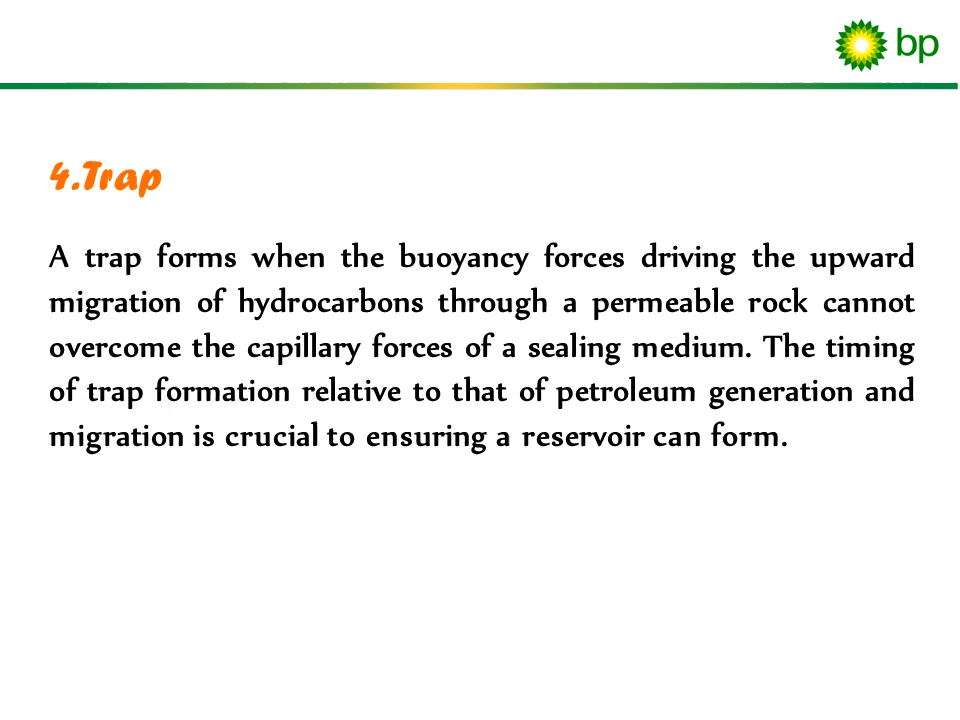 bp
4.Trap
A trap forms when the buoyancy forces driving the upward
migration of hydrocarbons through a permeable rock cannot
overcome the capillary forces of a sealing medium. The timing
of trap formation relative to that of petroleum generation and
migration is crucial to ensuring a reservoir can form.